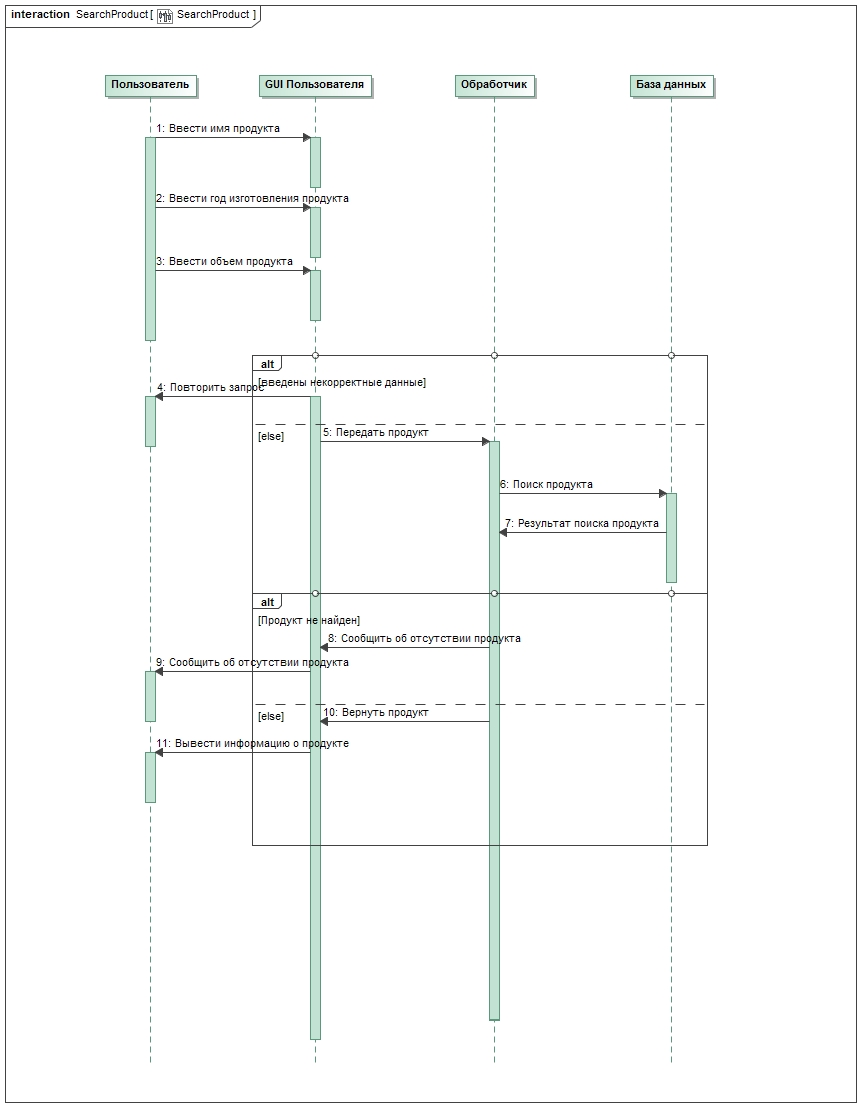 interaction SearchProduct[ SearchProduct ]
Пользователь GUI Пользователя Обработчик База данных
1: Ввести имя продукта
2: Ввести год изготовления продукта
3: Ввести объем продукта
alt
[введены некорректные данные]
4: Повторить запрос
[else]
5: Передать продукт
6: Поиск продукта
7: Результат поиска продукта
alt
[Продукт не найден]
8: Сообщить об отсутствии продукта
9: Сообщить об отсутствии продукта
[else]
10: Вернуть продукт
11: Вывести информацию о продукте